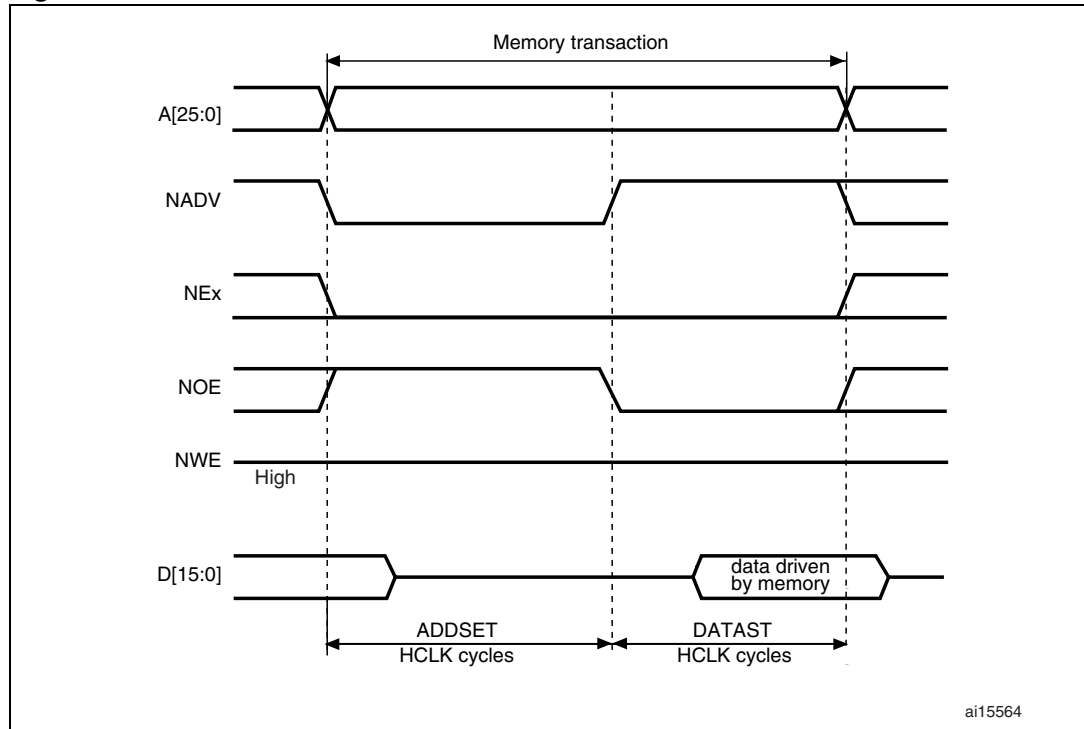 Memory transaction
A[25:0]
NADV
NEx
NOE
NWE
High
D[15:0]
data driven
by memory
ADDSET
HCLK cycles
DATAST
HCLK cycles
ai15564